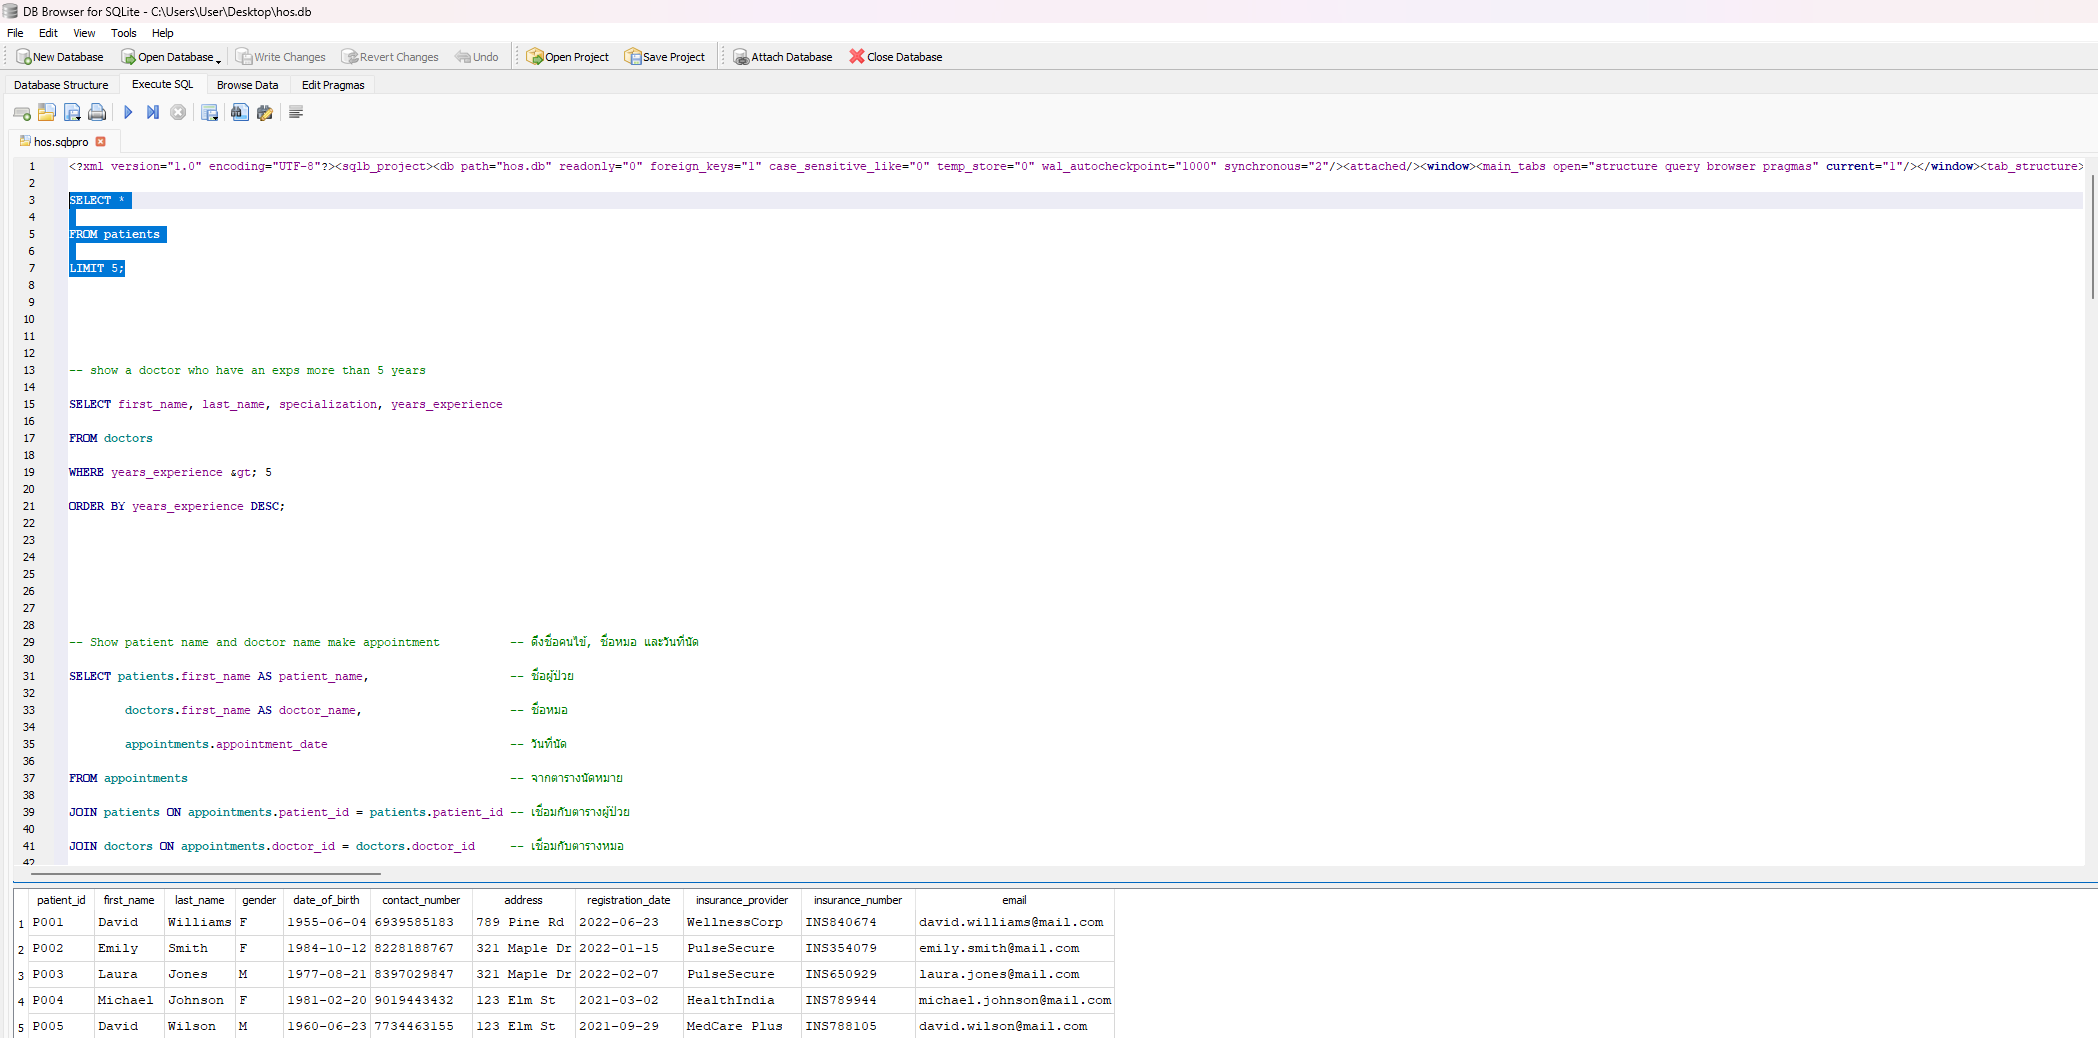 DB Browser for SQLite - C:\Users\User\Desktop\hos.db
File Edit View Tools Help
New Database Open Database Write Changes Revert Changes Undo Open Project Save Project Attach Database Close Database
Database Structure Execute SQL Browse Data Edit Pragmas
hos.sqbpro
1 <?xml version="1.0" encoding="UTF-8"?><sqlb_project><db path="hos.db" readonly="0" foreign_keys="1" case_sensitive_like="0" temp_store="0" wal_autocheckpoint="1000" synchronous="2"/><attached/><window><main_tabs open="structure query browser pragmas" current="1"/></window><tab_structure>
2
3 SELECT *
4
5 FROM patients
6
7 LIMIT 5;
8
9
10
11
12
13 -- show a doctor who have an exps more than 5 years
14
15 SELECT first_name, last_name, specialization, years_experience
16
17 FROM doctors
18
19 WHERE years_experience &gt; 5
20
21 ORDER BY years_experience DESC;
22
23
24
25
26
27
28
29 -- Show patient name and doctor name make appointment -- ดึงชื่อคนไข้, ชื่อหมอ และวันที่นัด
30
31 SELECT patients.first_name AS patient_name, -- ชื่อผู้ป่วย
32
33 doctors.first_name AS doctor_name, -- ชื่อหมอ
34
35 appointments.appointment_date -- วันที่นัด
36
37 FROM appointments -- จากตารางนัดหมาย
38
39 JOIN patients ON appointments.patient_id = patients.patient_id -- เชื่อมกับตารางผู้ป่วย
40
41 JOIN doctors ON appointments.doctor_id = doctors.doctor_id -- เชื่อมกับตารางหมอ
42
patient_id first_name last_name gender date_of_birth contact_number address registration_date insurance_provider insurance_number email
1 P001 David Williams F 1955-06-04 6939585183 789 Pine Rd 2022-06-23 WellnessCorp INS840674 david.williams@mail.com
2 P002 Emily Smith F 1984-10-12 8228188767 321 Maple Dr 2022-01-15 PulseSecure INS354079 emily.smith@mail.com
3 P003 Laura Jones M 1977-08-21 8397029847 321 Maple Dr 2022-02-07 PulseSecure INS650929 laura.jones@mail.com
4 P004 Michael Johnson F 1981-02-20 9019443432 123 Elm St 2021-03-02 HealthIndia INS789944 michael.johnson@mail.com
5 P005 David Wilson M 1960-06-23 7734463155 123 Elm St 2021-09-29 MedCare Plus INS788105 david.wilson@mail.com